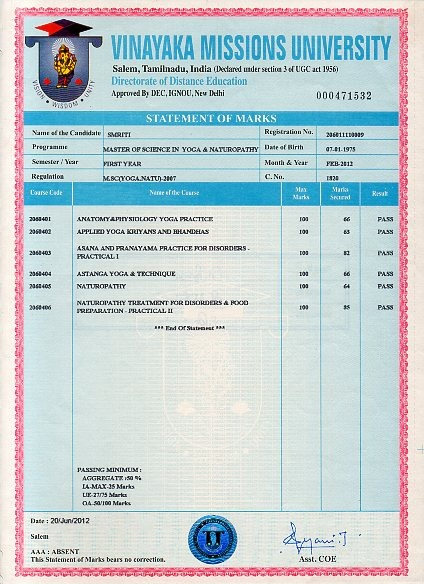 VINAYAKA MISSIONS UNIVERSITY
Salem, Tamilnadu, India (Declared under section 3 of UGC act 1956)
Directorate of Distance Education
Approved By DEC, IGNOU, New Delhi
000471532
VISION WISDOM UNITY
STATEMENT OF MARKS
Name of the Candidate SMRITI Registration No. 206011110009
Programme MASTER OF SCIENCE IN YOGA & NATUROPATHY Date of Birth 07-01-1975
Semester / Year FIRST YEAR Month & Year FEB-2012
Regulation M.SC(YOGA,NATU)-2007 C. No. 1820
Course Code Name of the Course Max Marks Marks Secured Result
2060401 ANATOMY&PHYSIOLOGY YOGA PRACTICE 100 66 PASS
2060402 APPLIED YOGA KRIYANS AND BHANDHAS 100 63 PASS
2060403 ASANA AND PRANAYAMA PRACTICE FOR DISORDERS - 100 82 PASS
PRACTICAL I
2060404 ASTANGA YOGA & TECHNIQUE 100 66 PASS
2060405 NATUROPATHY 100 64 PASS
2060406 NATUROPATHY TREATMENT FOR DISORDERS & FOOD 100 85 PASS
PREPARATION - PRACTICAL II
*** End Of Statement ***
PASSING MINIMUM :
AGGREGATE :50 %
IA-MAX-25 Marks
UE-27/75 Marks
OA-50/100 Marks
Date : 20/Jun/2012
Salem
AAA : ABSENT
This Statement of Marks bears no correction.
Asst. COE